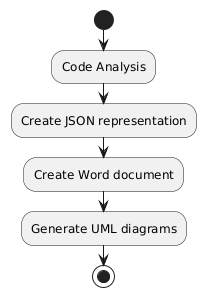 Code Analysis
Create JSON representation
Create Word document
Generate UML diagrams